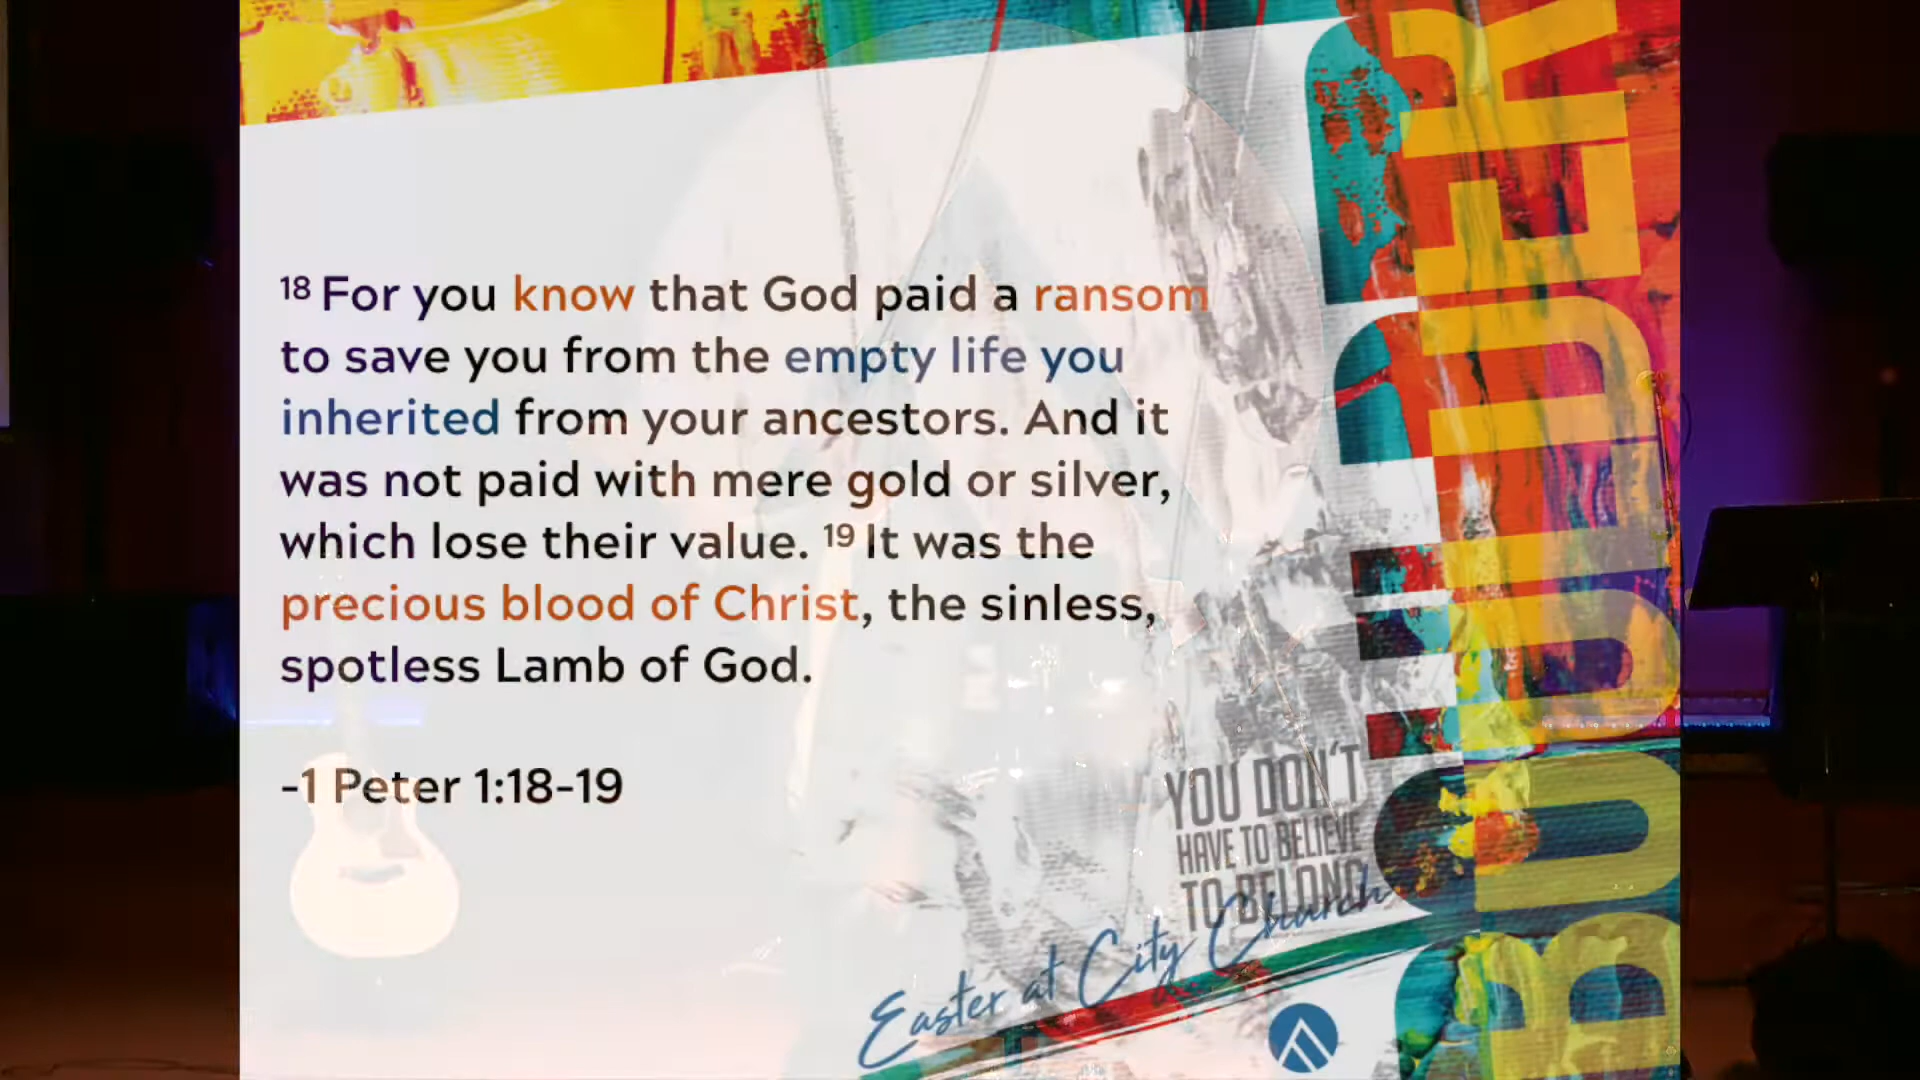 18 For you know that God paid a ransom
to save you from the empty life you
inherited from your ancestors. And it
was not paid with mere gold or silver,
which lose their value. 19 It was the
precious blood of Christ, the sinless,
spotless Lamb of God.
-1 Peter 1:18-19
YOU DON'T
HAVE TO BELIEVE
TO BELONG
Easter at City Church